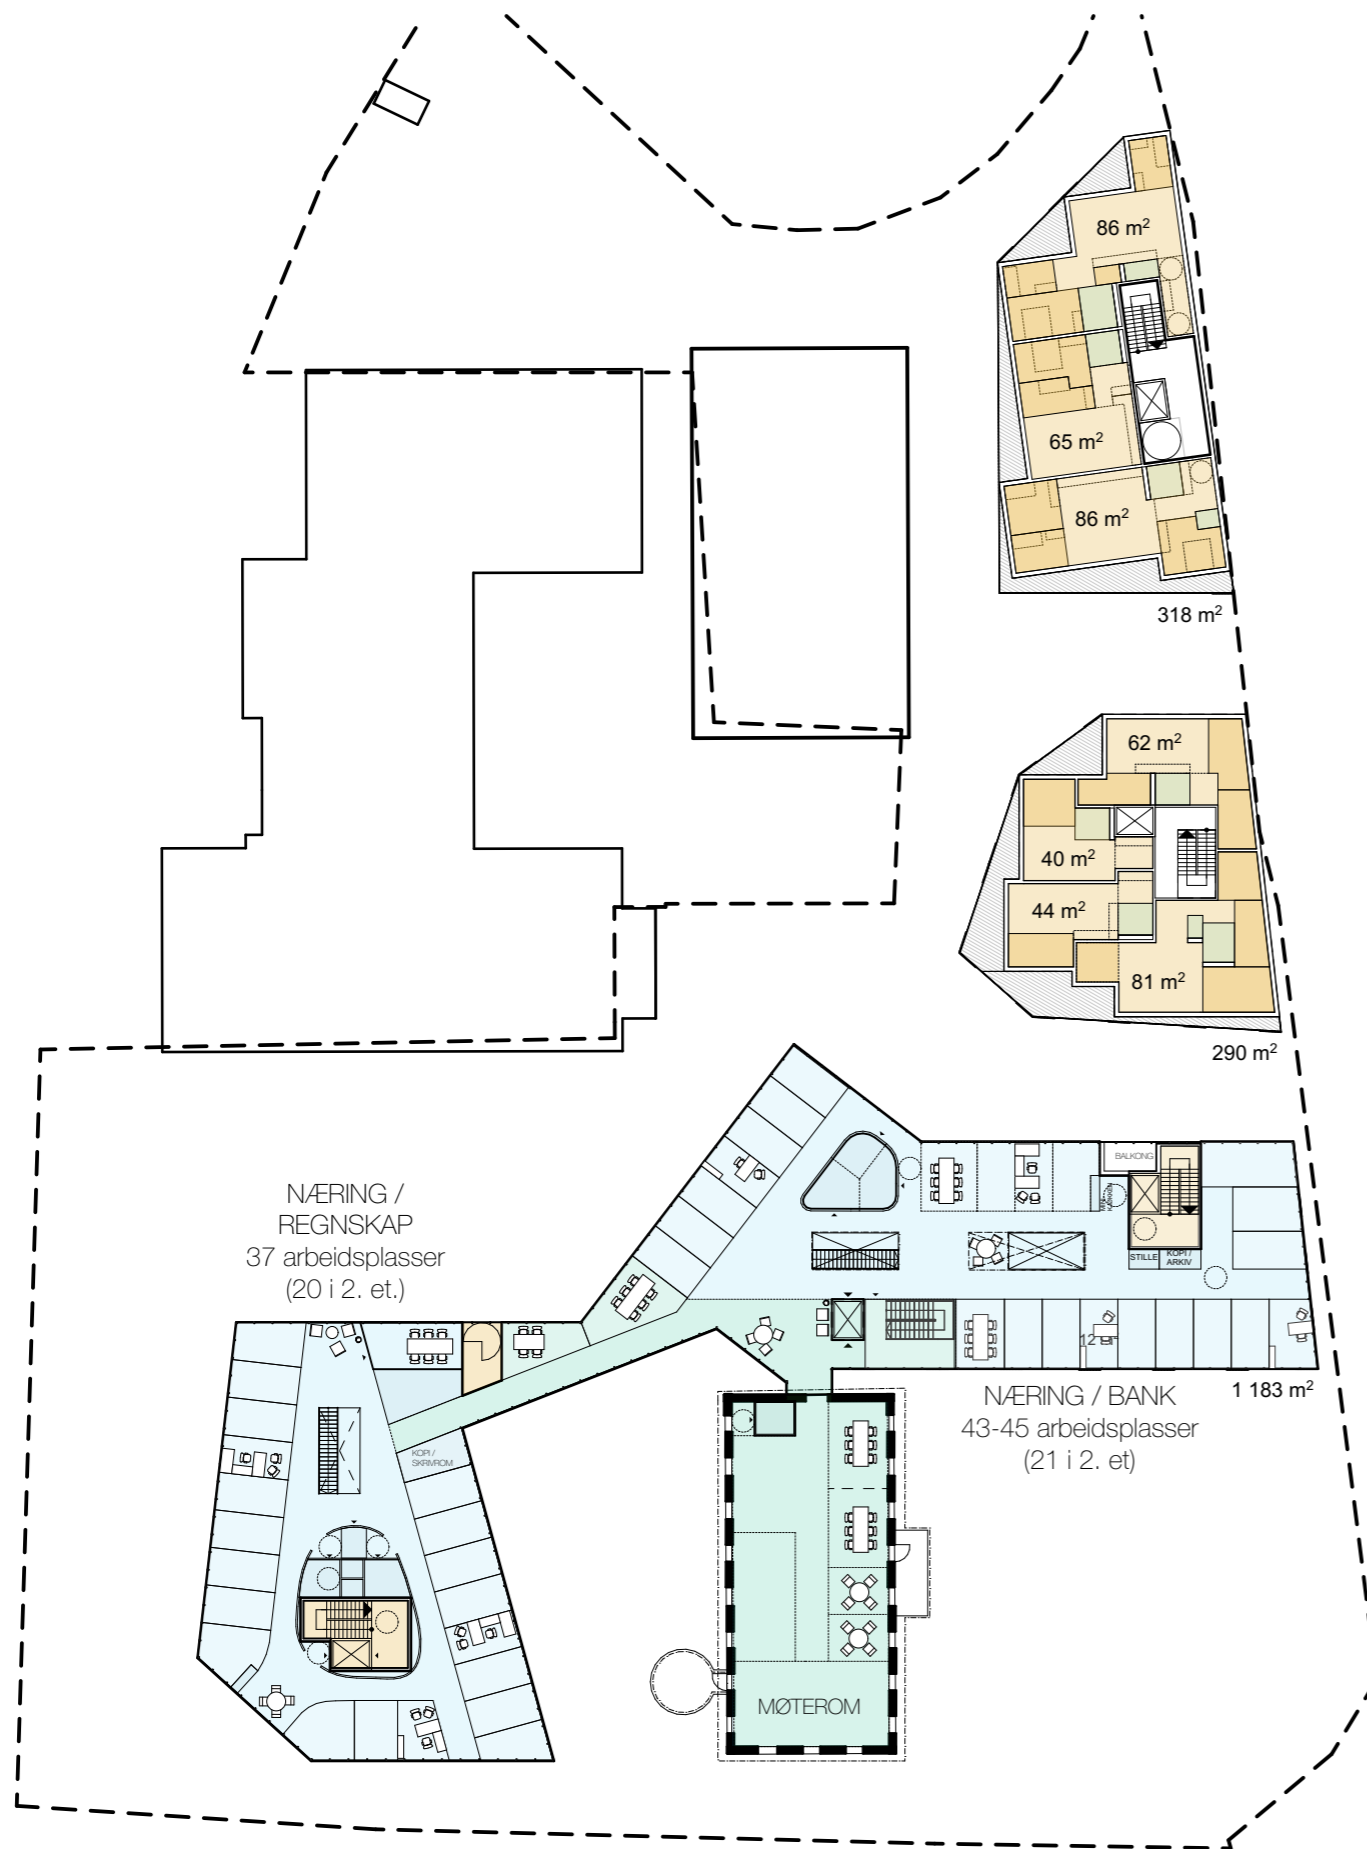 86 m²
65 m²
86 m²
318 m²
62 m²
40 m²
44 m²
81 m²
290 m²
NÆRING /
REGNSKAP
37 arbeidsplasser
(20 i 2. et.)
BALKONG
MINI
KJØKKEN
STILLE
KOPI /
ARKIV
1 183 m²
NÆRING / BANK
43-45 arbeidsplasser
(21 i 2. et)
KOPI /
SKRIVROM
MØTEROM